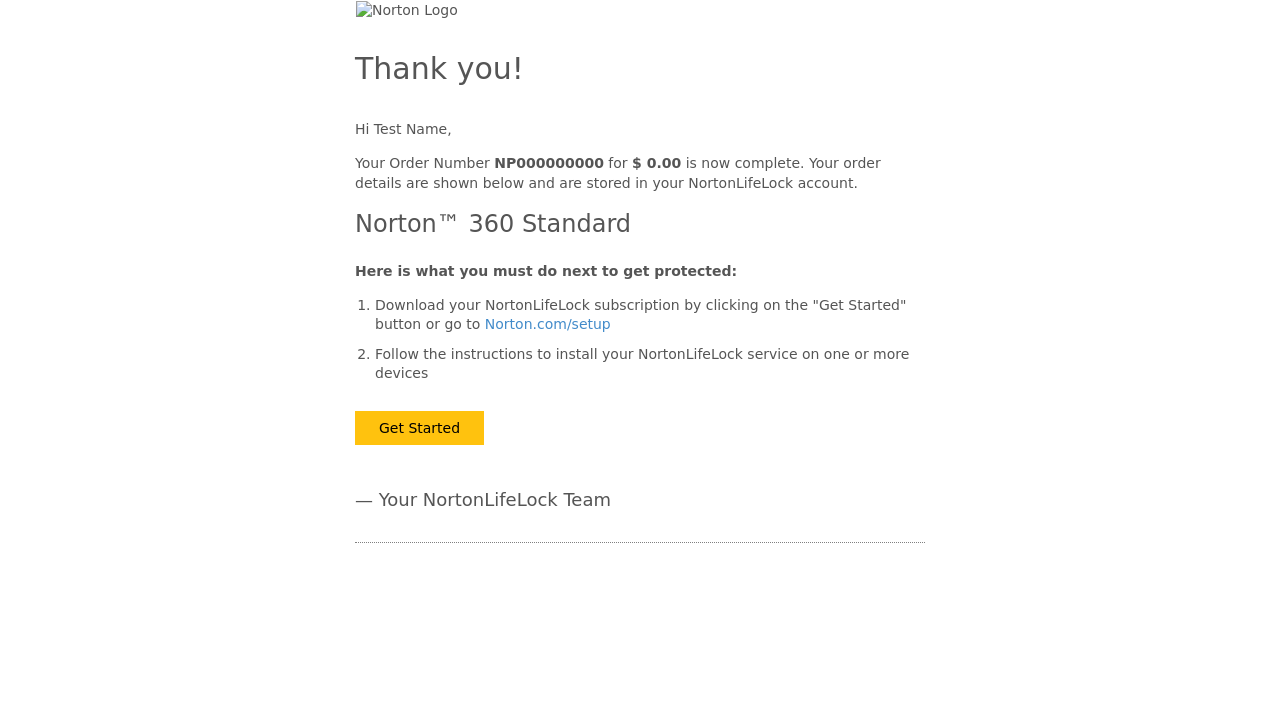 Norton Logo
Thank you!
Hi Test Name,
Your Order Number NP000000000 for $ 0.00 is now complete. Your order
details are shown below and are stored in your NortonLifeLock account.
Norton™ 360 Standard
Here is what you must do next to get protected:
1. Download your NortonLifeLock subscription by clicking on the "Get Started"
button or go to Norton.com/setup
2. Follow the instructions to install your NortonLifeLock service on one or more
devices
Get Started
— Your NortonLifeLock Team